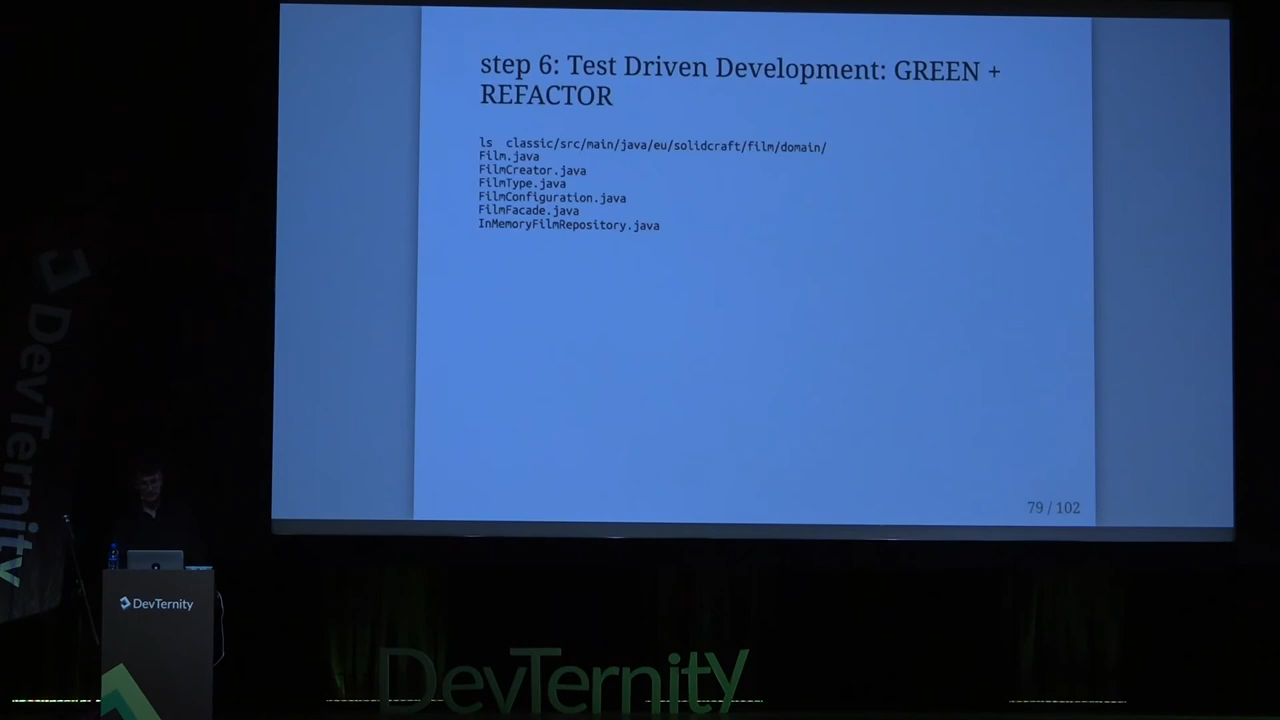 step 6: Test Driven Development: GREEN +
REFACTOR
ls  classic/src/main/java/eu/solidcraft/film/domain/
Film.java
FilmCreator.java
FilmType.java
FilmConfiguration.java
FilmFacade.java
InMemoryFilmRepository.java
79 / 102
DevTernity
DevTernity
DevTernity